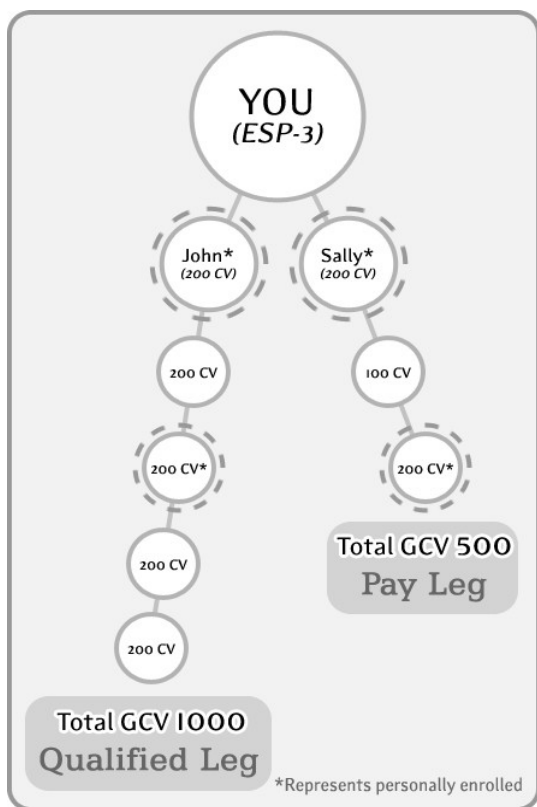 YOU
(ESP-3)
John*
(200 CV)
Sally*
(200 CV)
200 CV
100 CV
200 CV*
200 CV*
200 CV
200 CV
Total GCV 500
Pay Leg
Total GCV 1000
Qualified Leg
*Represents personally enrolled